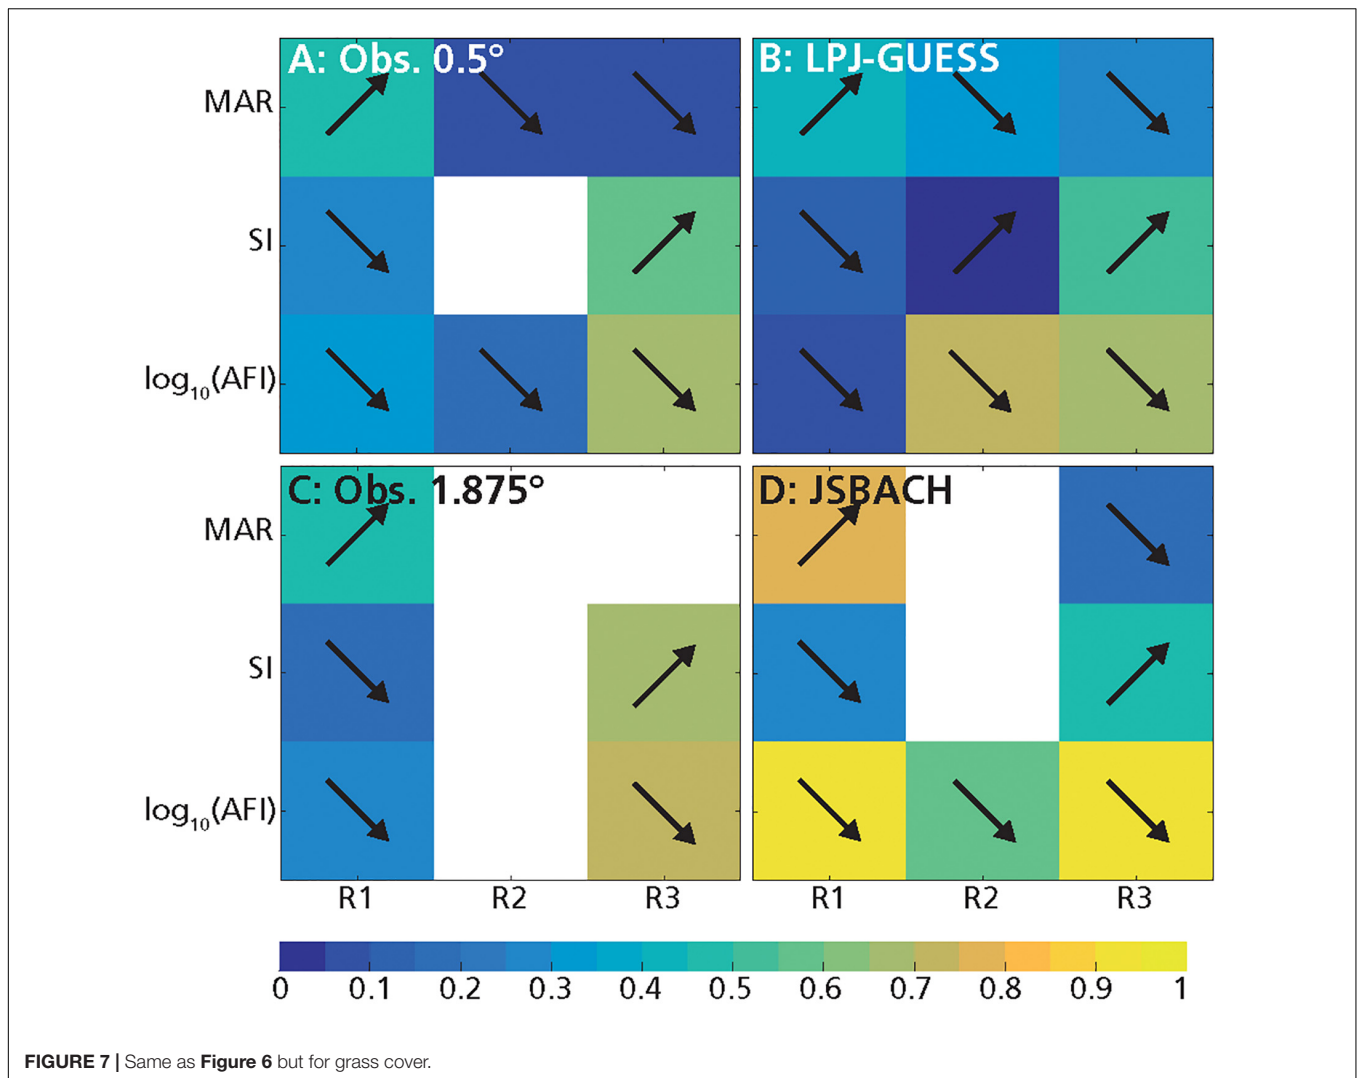 A: Obs. 0.5°
B: LPJ-GUESS
MAR
SI
log10(AFI)
C: Obs. 1.875°
D: JSBACH
MAR
SI
log10(AFI)
R1 R2 R3 R1 R2 R3
0 0.1 0.2 0.3 0.4 0.5 0.6 0.7 0.8 0.9 1
FIGURE 7 | Same as Figure 6 but for grass cover.